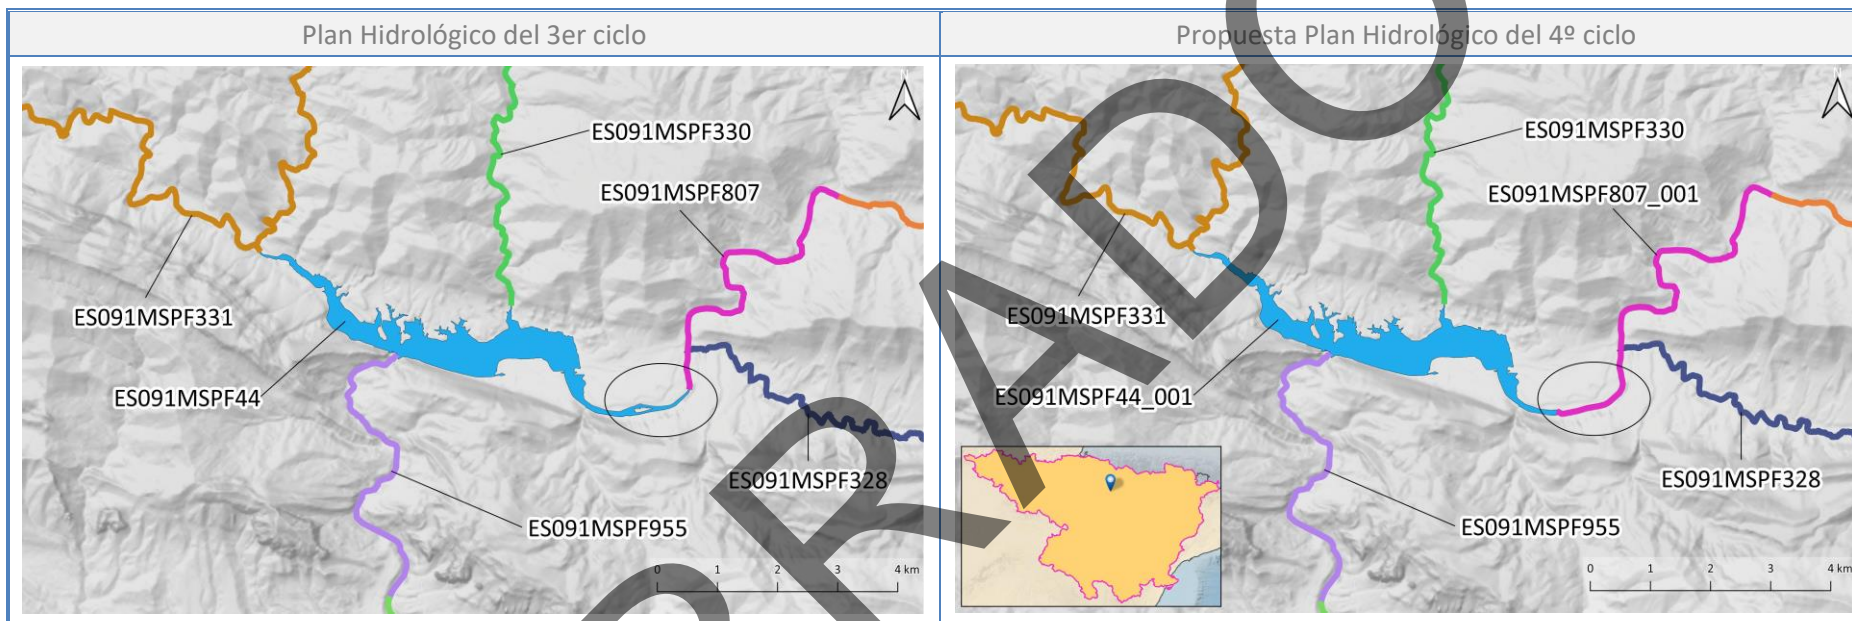 Plan Hidrológico del 3er ciclo
Propuesta Plan Hidrológico del 4º ciclo
ES091MSPF330
ES091MSPF807
ES091MSPF331
ES091MSPF44
ES091MSPF328
ES091MSPF955
0 1 2 3 4 km
N
ES091MSPF330
ES091MSPF807_001
ES091MSPF331
ES091MSPF44_001
ES091MSPF328
ES091MSPF955
0 1 2 3 4 km
ORADO